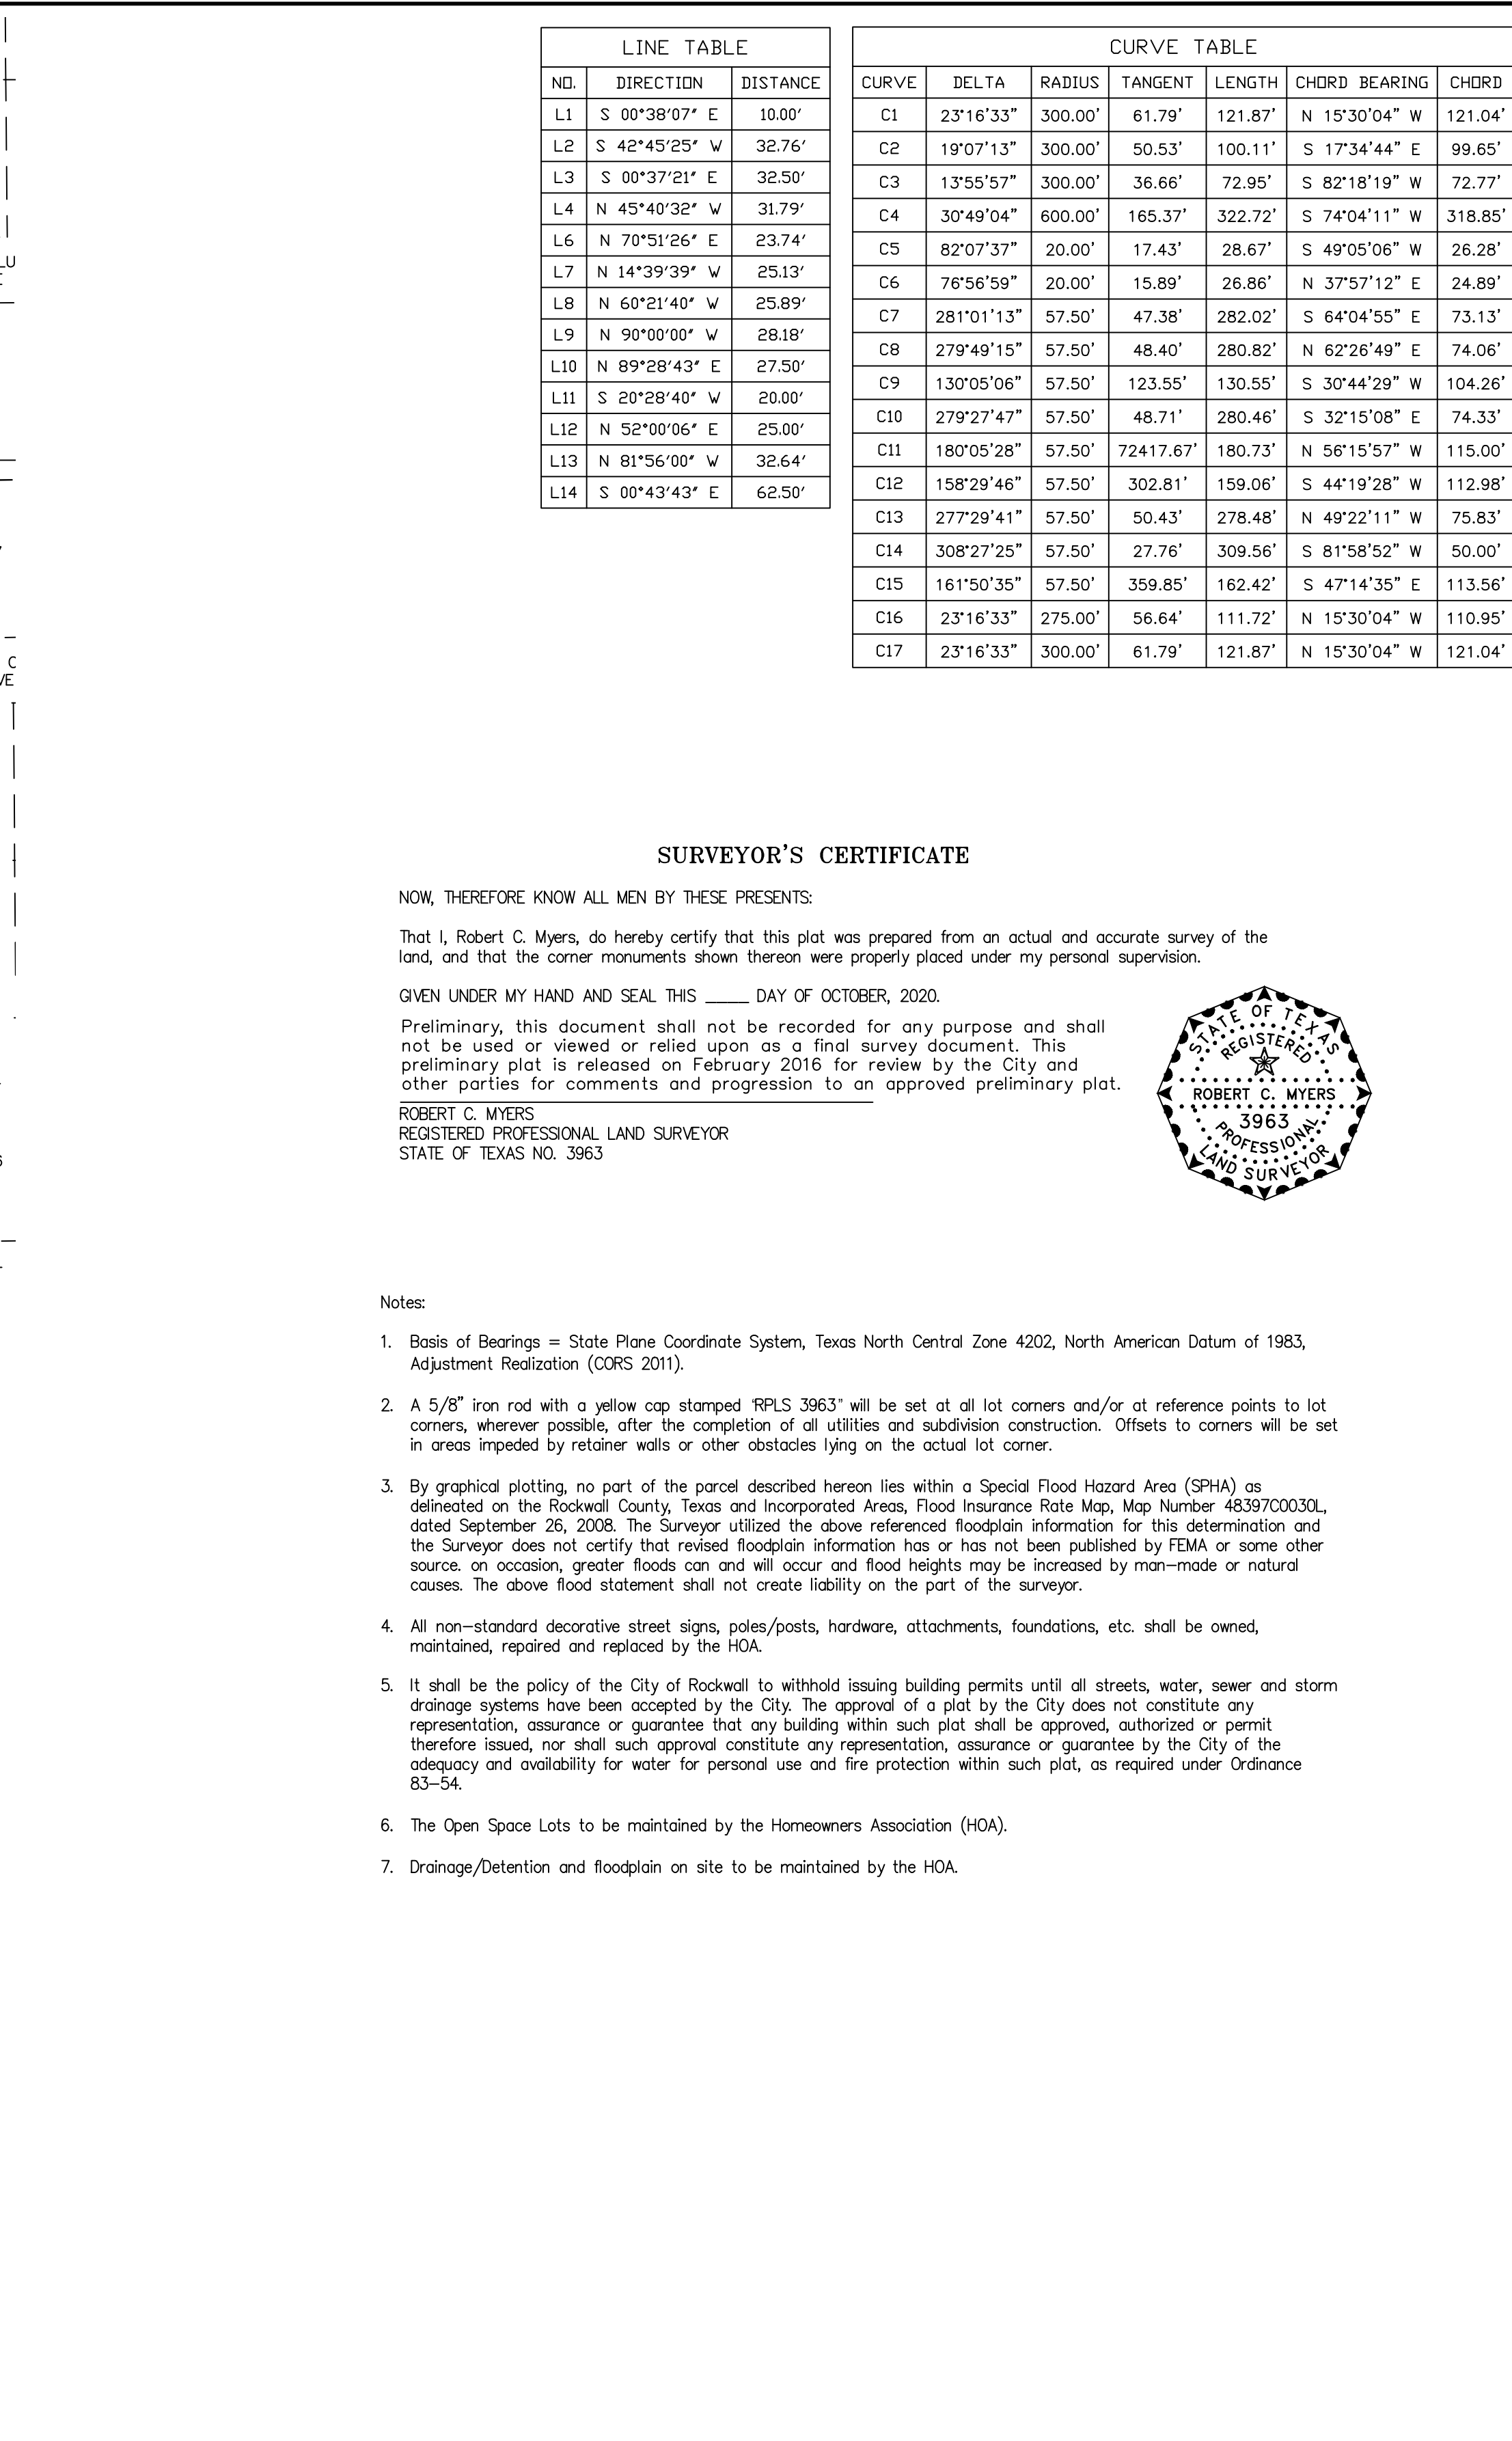 LU
C
VE
6
LINE TABLE
NO. DIRECTION DISTANCE
L1 S 00°38'07" E 10.00'
L2 S 42°45'25" W 32.76'
L3 S 00°37'21" E 32.50'
L4 N 45°40'32" W 31.79'
L6 N 70°51'26" E 23.74'
L7 N 14°39'39" W 25.13'
L8 N 60°21'40" W 25.89'
L9 N 90°00'00" W 28.18'
L10 N 89°28'43" E 27.50'
L11 S 20°28'40" W 20.00'
L12 N 52°00'06" E 25.00'
L13 N 81°56'00" W 32.64'
L14 S 00°43'43" E 62.50'
CURVE TABLE
CURVE DELTA RADIUS TANGENT LENGTH CHORD BEARING CHORD
C1 23°16'33" 300.00' 61.79' 121.87' N 15°30'04" W 121.04'
C2 19°07'13" 300.00' 50.53' 100.11' S 17°34'44" E 99.65'
C3 13°55'57" 300.00' 36.66' 72.95' S 82°18'19" W 72.77'
C4 30°49'04" 600.00' 165.37' 322.72' S 74°04'11" W 318.85'
C5 82°07'37" 20.00' 17.43' 28.67' S 49°05'06" W 26.28'
C6 76°56'59" 20.00' 15.89' 26.86' N 37°57'12" E 24.89'
C7 281°01'13" 57.50' 47.38' 282.02' S 64°04'55" E 73.13'
C8 279°49'15" 57.50' 48.40' 280.82' N 62°26'49" E 74.06'
C9 130°05'06" 57.50' 123.55' 130.55' S 30°44'29" W 104.26'
C10 279°27'47" 57.50' 48.71' 280.46' S 32°15'08" E 74.33'
C11 180°05'28" 57.50' 72417.67' 180.73' N 56°15'57" W 115.00'
C12 158°29'46" 57.50' 302.81' 159.06' S 44°19'28" W 112.98'
C13 277°29'41" 57.50' 50.43' 278.48' N 49°22'11" W 75.83'
C14 308°27'25" 57.50' 27.76' 309.56' S 81°58'52" W 50.00'
C15 161°50'35" 57.50' 359.85' 162.42' S 47°14'35" E 113.56'
C16 23°16'33" 275.00' 56.64' 111.72' N 15°30'04" W 110.95'
C17 23°16'33" 300.00' 61.79' 121.87' N 15°30'04" W 121.04'
SURVEYOR'S CERTIFICATE
NOW, THEREFORE KNOW ALL MEN BY THESE PRESENTS:
That I, Robert C. Myers, do hereby certify that this plat was prepared from an actual and accurate survey of the
land, and that the corner monuments shown thereon were properly placed under my personal supervision.
GIVEN UNDER MY HAND AND SEAL THIS ____ DAY OF OCTOBER, 2020.
Preliminary, this document shall not be recorded for any purpose and shall
not be used or viewed or relied upon as a final survey document. This
preliminary plat is released on February 2016 for review by the City and
other parties for comments and progression to an approved preliminary plat.
ROBERT C. MYERS
REGISTERED PROFESSIONAL LAND SURVEYOR
STATE OF TEXAS NO. 3963
STATE OF TEXAS
REGISTERED
ROBERT C. MYERS
3963
PROFESSIONAL
LAND SURVEYOR
Notes:
1. Basis of Bearings = State Plane Coordinate System, Texas North Central Zone 4202, North American Datum of 1983,
Adjustment Realization (CORS 2011).
2. A 5/8" iron rod with a yellow cap stamped "RPLS 3963" will be set at all lot corners and/or at reference points to lot
corners, wherever possible, after the completion of all utilities and subdivision construction. Offsets to corners will be set
in areas impeded by retainer walls or other obstacles lying on the actual lot corner.
3. By graphical plotting, no part of the parcel described hereon lies within a Special Flood Hazard Area (SPHA) as
delineated on the Rockwall County, Texas and Incorporated Areas, Flood Insurance Rate Map, Map Number 48397C0030L,
dated September 26, 2008. The Surveyor utilized the above referenced floodplain information for this determination and
the Surveyor does not certify that revised floodplain information has or has not been published by FEMA or some other
source. on occasion, greater floods can and will occur and flood heights may be increased by man-made or natural
causes. The above flood statement shall not create liability on the part of the surveyor.
4. All non-standard decorative street signs, poles/posts, hardware, attachments, foundations, etc. shall be owned,
maintained, repaired and replaced by the HOA.
5. It shall be the policy of the City of Rockwall to withhold issuing building permits until all streets, water, sewer and storm
drainage systems have been accepted by the City. The approval of a plat by the City does not constitute any
representation, assurance or guarantee that any building within such plat shall be approved, authorized or permit
therefore issued, nor shall such approval constitute any representation, assurance or guarantee by the City of the
adequacy and availability for water for personal use and fire protection within such plat, as required under Ordinance
83-54.
6. The Open Space Lots to be maintained by the Homeowners Association (HOA).
7. Drainage/Detention and floodplain on site to be maintained by the HOA.